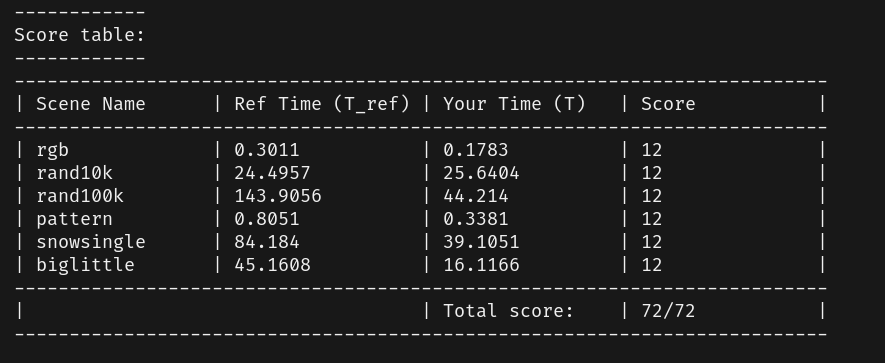 ------------
Score table:
------------
--------------------------------------------------------------------------
| Scene Name      | Ref Time (T_ref) | Your Time (T)   | Score           |
--------------------------------------------------------------------------
| rgb             | 0.3011           | 0.1783          | 12              |
| rand10k         | 24.4957          | 25.6404         | 12              |
| rand100k        | 143.9056         | 44.214          | 12              |
| pattern         | 0.8051           | 0.3381          | 12              |
| snowsingle      | 84.184           | 39.1051         | 12              |
| biglittle       | 45.1608          | 16.1166         | 12              |
--------------------------------------------------------------------------
|                                    | Total score:    | 72/72           |
--------------------------------------------------------------------------